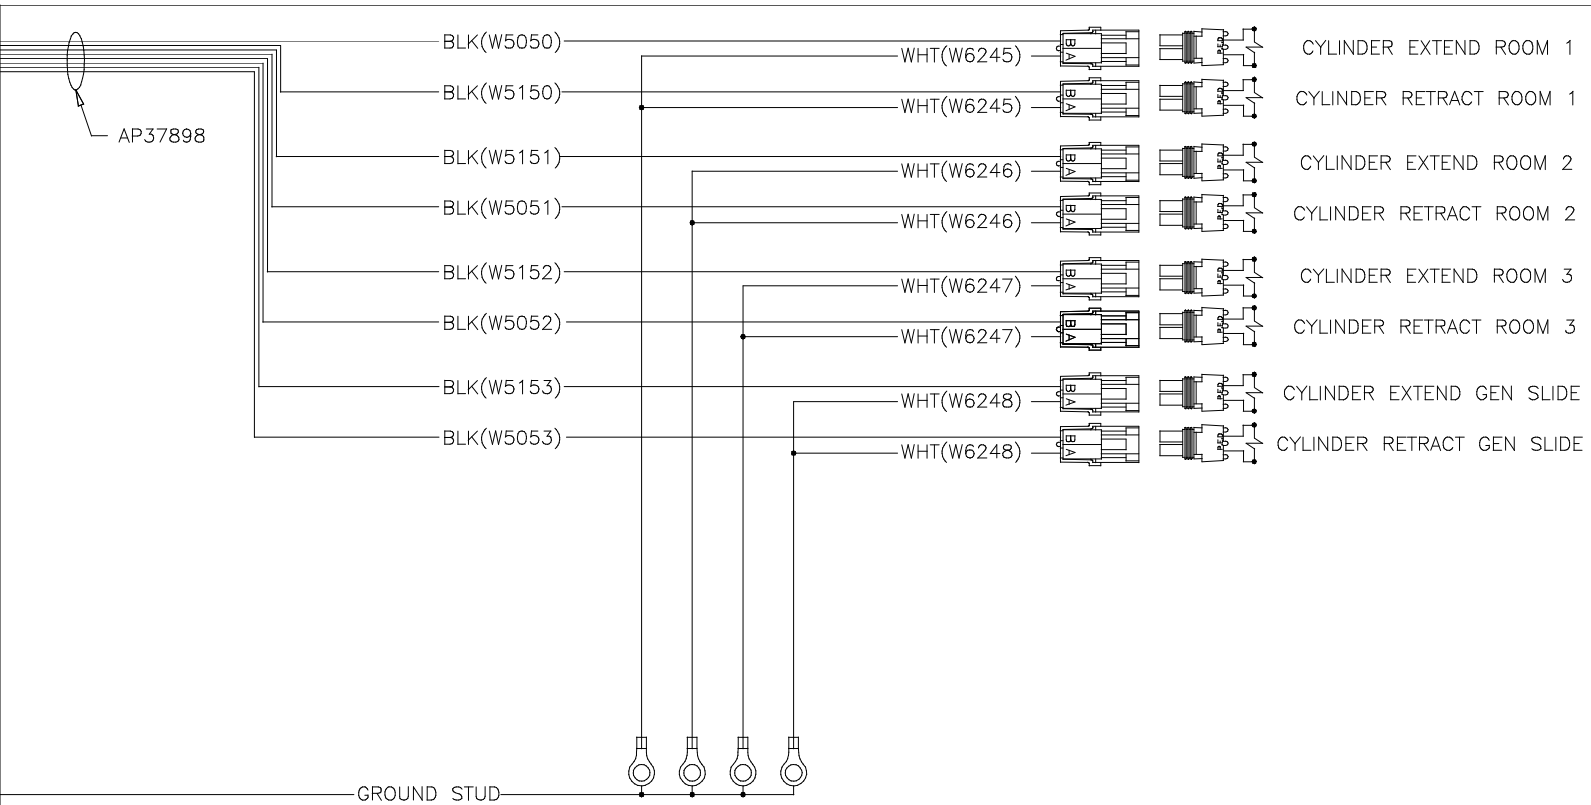 BLK(W5050)
WHT(W6245)
B
A
CYLINDER EXTEND ROOM 1
BLK(W5150)
WHT(W6245)
B
A
CYLINDER RETRACT ROOM 1
AP37898
BLK(W5151)
WHT(W6246)
B
A
CYLINDER EXTEND ROOM 2
BLK(W5051)
WHT(W6246)
B
A
CYLINDER RETRACT ROOM 2
BLK(W5152)
WHT(W6247)
B
A
CYLINDER EXTEND ROOM 3
BLK(W5052)
WHT(W6247)
B
A
CYLINDER RETRACT ROOM 3
BLK(W5153)
WHT(W6248)
B
A
CYLINDER EXTEND GEN SLIDE
BLK(W5053)
WHT(W6248)
B
A
CYLINDER RETRACT GEN SLIDE
GROUND STUD